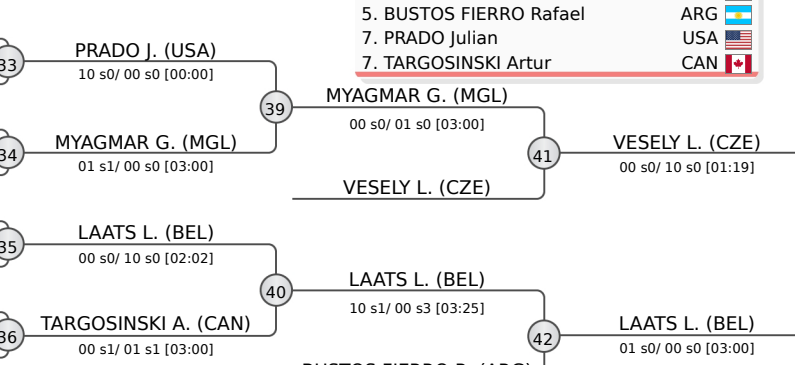 5. BUSTOS FIERRO Rafael ARG
7. PRADO Julian USA
7. TARGOSINSKI Artur CAN
33
PRADO J. (USA)
10 s0/ 00 s0 [00:00]
39
MYAGMAR G. (MGL)
00 s0/ 01 s0 [03:00]
34
MYAGMAR G. (MGL)
01 s1/ 00 s0 [03:00]
41
VESELY L. (CZE)
00 s0/ 10 s0 [01:19]
VESELY L. (CZE)
35
LAATS L. (BEL)
00 s0/ 10 s0 [02:02]
40
LAATS L. (BEL)
10 s1/ 00 s3 [03:25]
36
TARGOSINSKI A. (CAN)
00 s1/ 01 s1 [03:00]
42
LAATS L. (BEL)
01 s0/ 00 s0 [03:00]